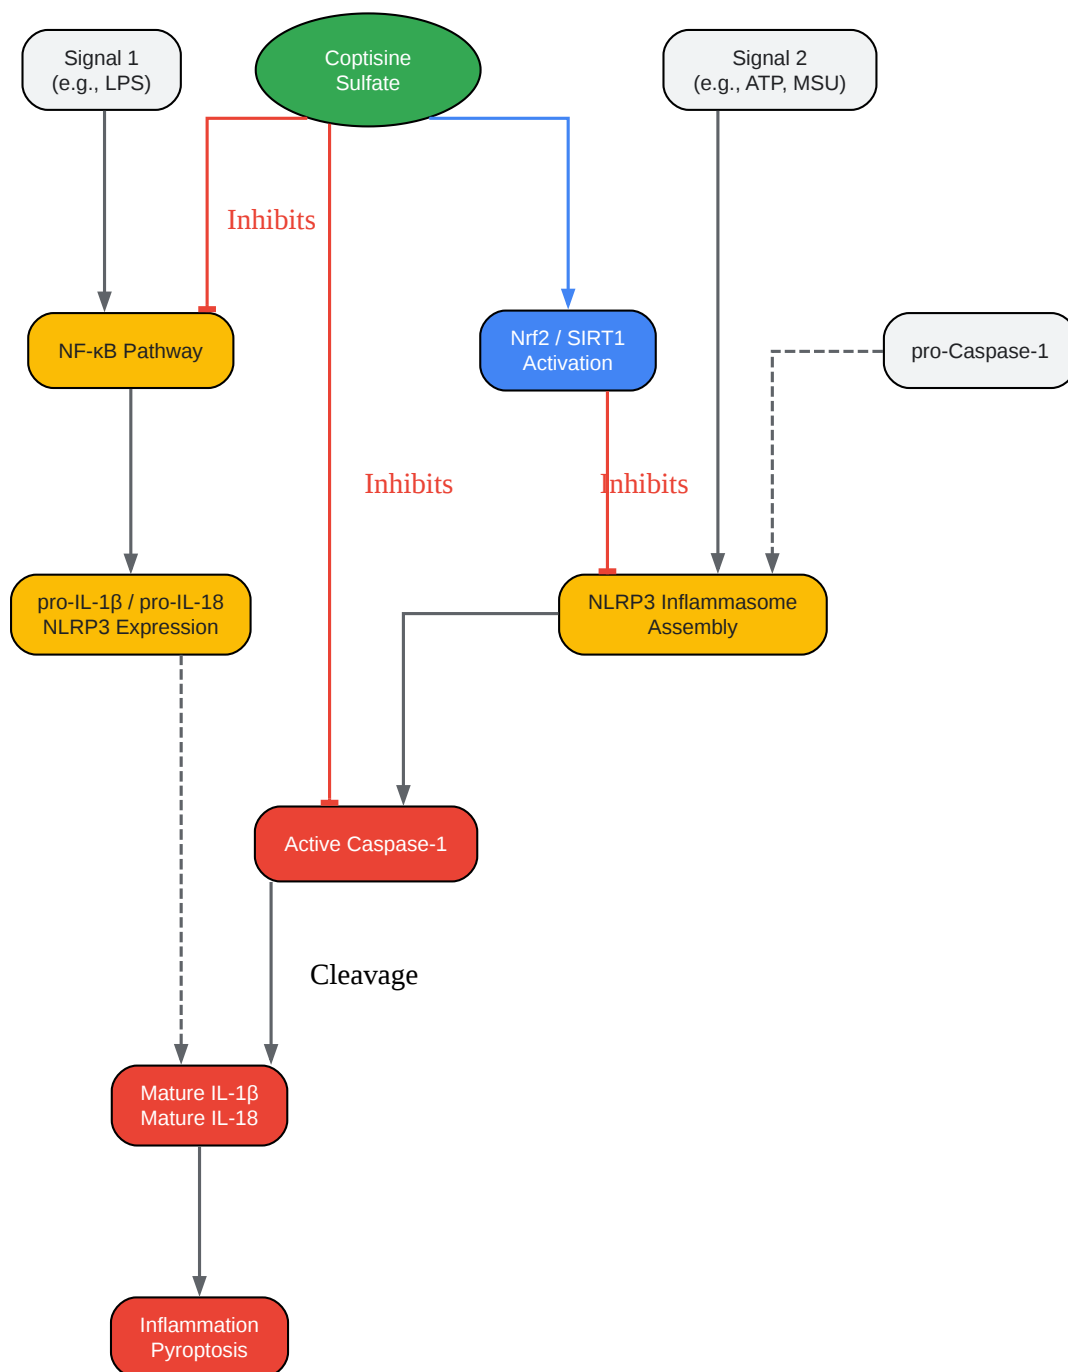 Signal 1
(e.g., LPS)
Coptisine
Sulfate
Signal 2
(e.g., ATP, MSU)
Inhibits
NF-κB Pathway
Nrf2 / SIRT1
Activation
pro-Caspase-1
Inhibits
Inhibits
pro-IL-1β / pro-IL-18
NLRP3 Expression
NLRP3 Inflammasome
Assembly
Active Caspase-1
Cleavage
Mature IL-1β
Mature IL-18
Inflammation
Pyroptosis